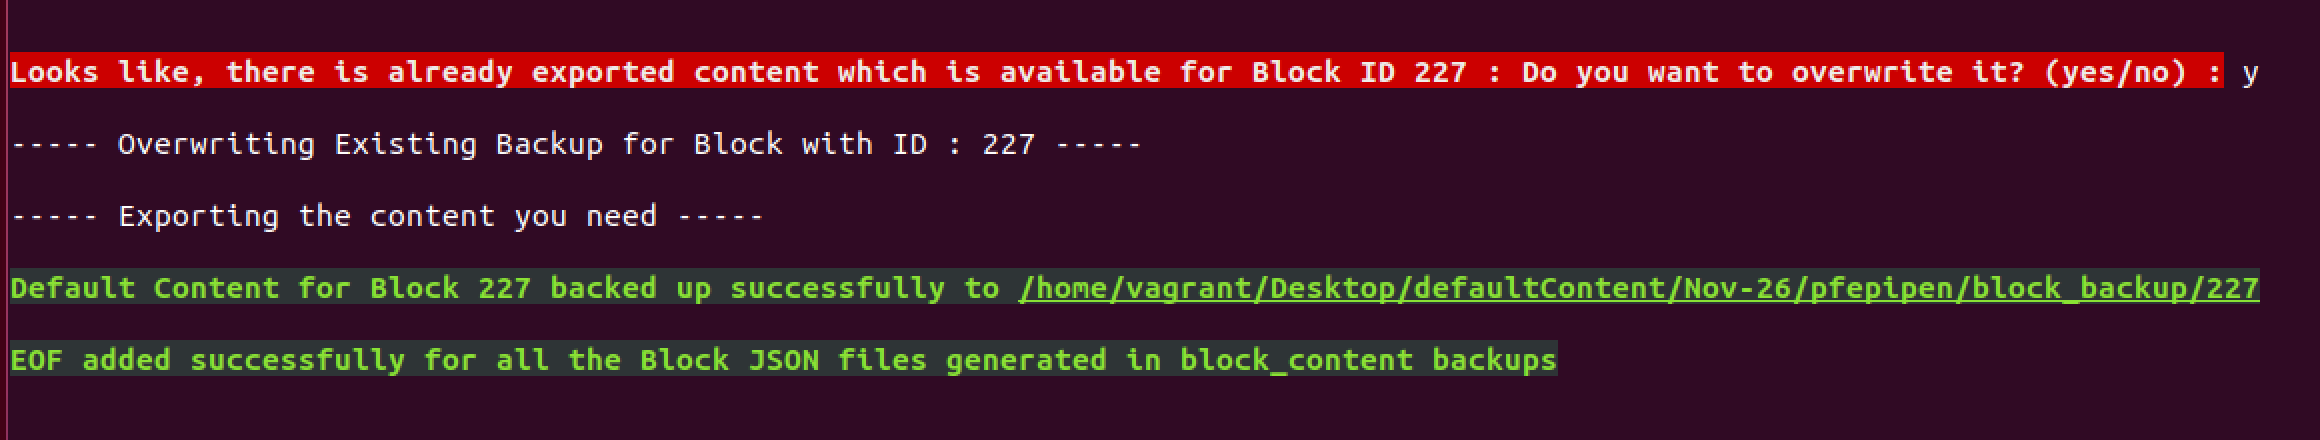 Looks like, there is already exported content which is available for Block ID 227 : Do you want to overwrite it? (yes/no) : y
----- Overwriting Existing Backup for Block with ID : 227 -----
----- Exporting the content you need -----
Default Content for Block 227 backed up successfully to /home/vagrant/Desktop/defaultContent/Nov-26/pfepipen/block_backup/227
EOF added successfully for all the Block JSON files generated in block_content backups